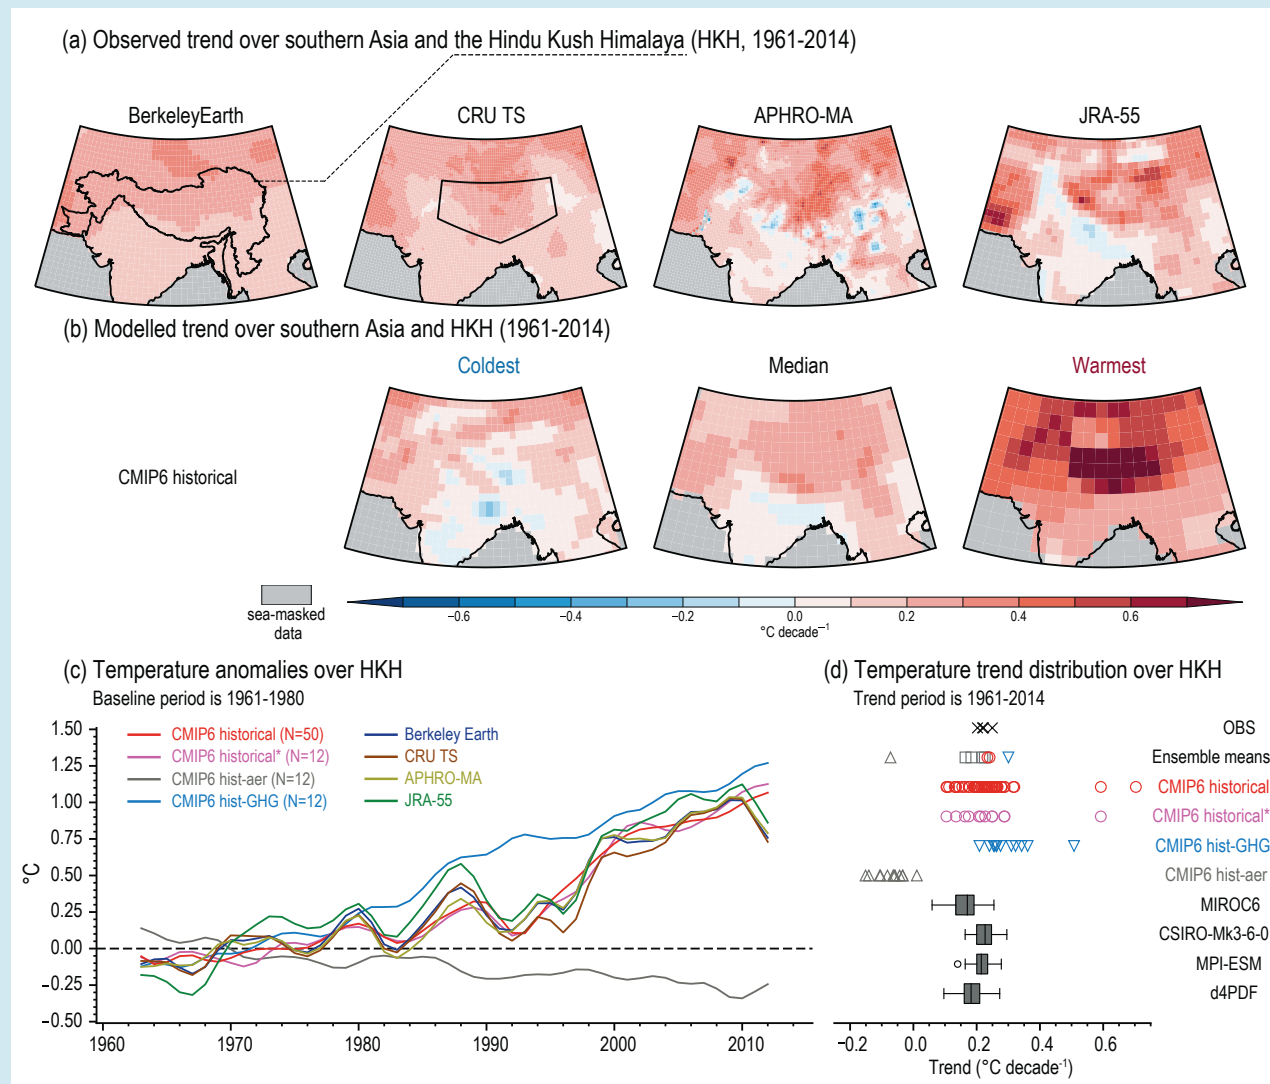 (a) Observed trend over southern Asia and the Hindu Kush Himalaya (HKH, 1961-2014)
BerkeleyEarth
CRU TS
APHRO-MA
JRA-55
(b) Modelled trend over southern Asia and HKH (1961-2014)
Coldest
Median
Warmest
CMIP6 historical
sea-masked
data
−0.6
−0.4
−0.2
0.0
0.2
0.4
0.6
°C decade⁻¹
(c) Temperature anomalies over HKH
Baseline period is 1961-1980
CMIP6 historical (N=50)
CMIP6 historical* (N=12)
CMIP6 hist-aer (N=12)
CMIP6 hist-GHG (N=12)
Berkeley Earth
CRU TS
APHRO-MA
JRA-55
°C
1.50
1.25
1.00
0.75
0.50
0.25
0.00
−0.25
−0.50
1960
1970
1980
1990
2000
2010
(d) Temperature trend distribution over HKH
Trend period is 1961-2014
OBS
Ensemble means
CMIP6 historical
CMIP6 historical*
CMIP6 hist-GHG
CMIP6 hist-aer
MIROC6
CSIRO-Mk3-6-0
MPI-ESM
d4PDF
−0.2
0.0
0.2
0.4
0.6
Trend (°C decade⁻¹)